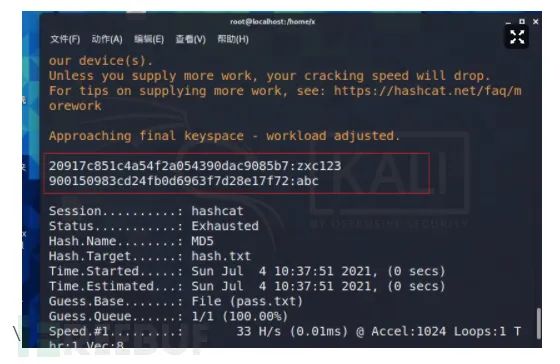 root@localhost:/home/x
文件(F) 动作(A) 编辑(E) 查看(V) 帮助(H)
our device(s).
Unless you supply more work, your cracking speed will drop.
For tips on supplying more work, see: https://hashcat.net/faq/m
orework
Approaching final keyspace - workload adjusted.
20917c851c4a54f2a054390dac9085b7:zxc123
900150983cd24fb0d6963f7d28e17f72:abc
KALI
Session..........: hashcat
Status...........: Exhausted
BY OFFENSIVE SECURITY
Hash.Name........: MD5
Hash.Target......: hash.txt
Time.Started.....: Sun Jul  4 10:37:51 2021, (0 secs)
Time.Estimated...: Sun Jul  4 10:37:51 2021, (0 secs)
Guess.Base.......: File (pass.txt)
Guess.Queue......: 1/1 (100.00%)
Speed.#1.........:       33 H/s (0.01ms) @ Accel:1024 Loops:1 T
hr:1 Vec:8
\
FREEBUF